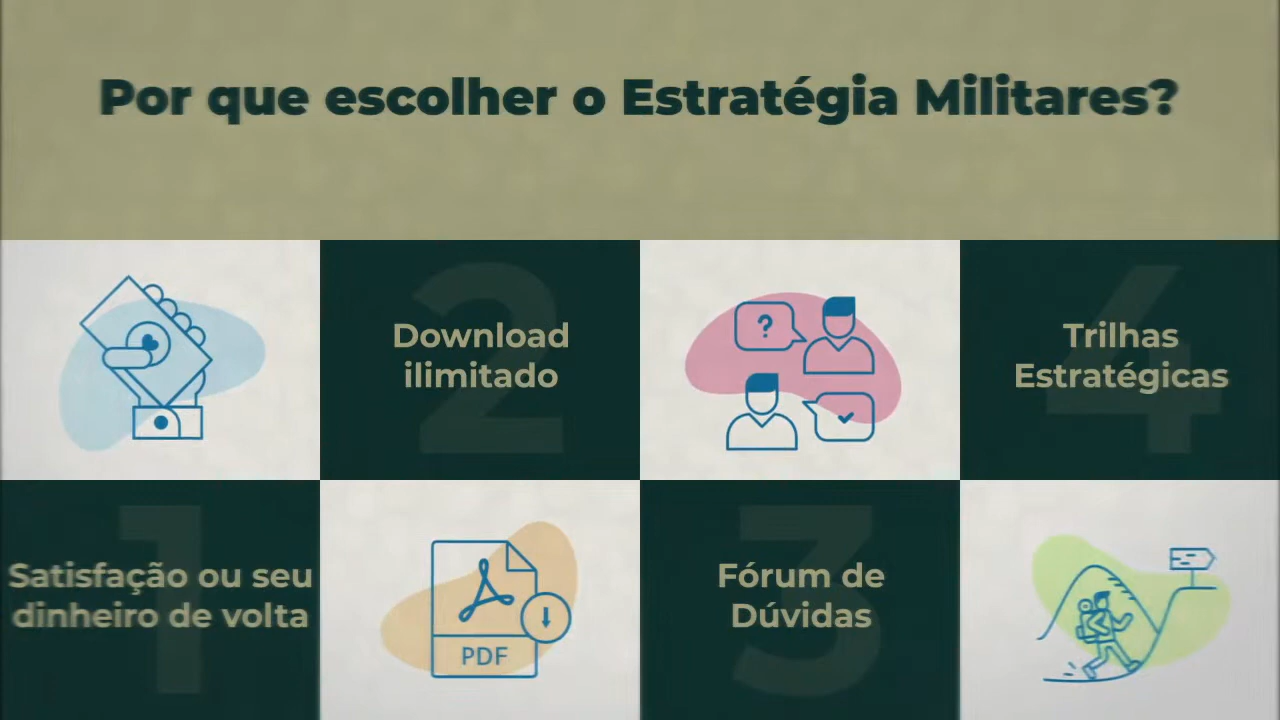 Por que escolher o Estratégia Militares?
1
Satisfação ou seu
dinheiro de volta
2
Download
ilimitado
PDF
?
3
Fórum de
Dúvidas
4
Trilhas
Estratégicas